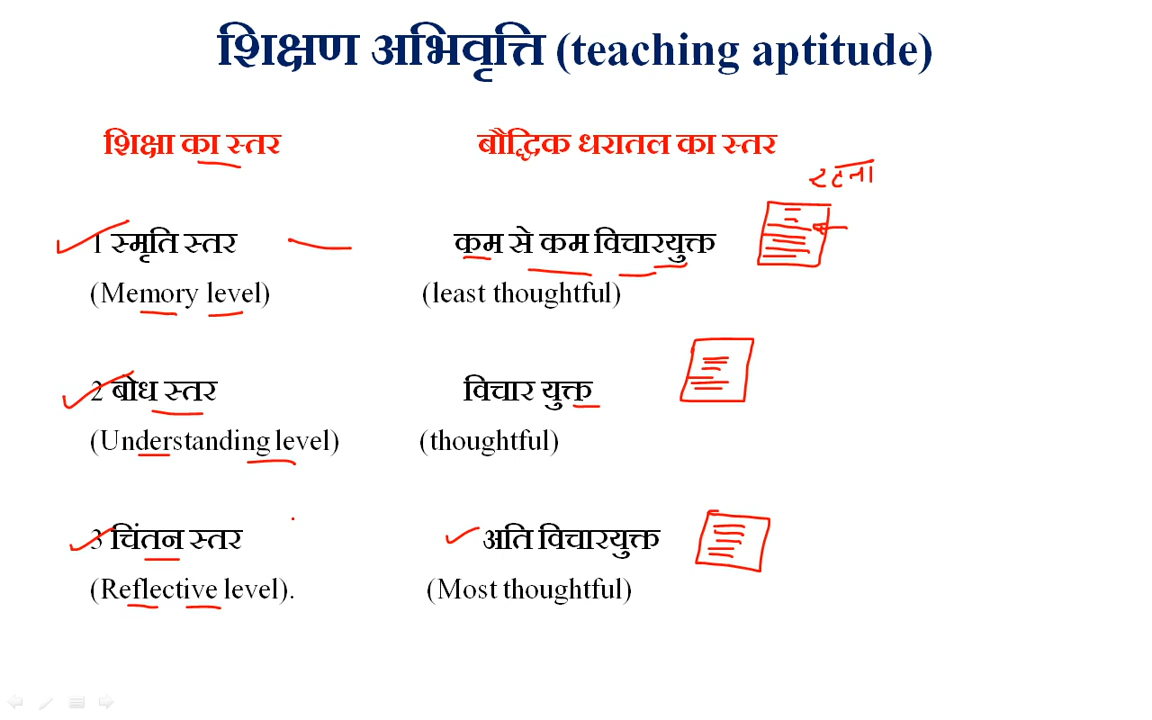 शिक्षण अभिवृत्ति (teaching aptitude)
शिक्षा का स्तर बौद्धिक धरातल का स्तर
रटना
1 स्मृति स्तर कम से कम विचारयुक्त
(Memory level) (least thoughtful)
2 बोध स्तर विचार युक्त
(Understanding level) (thoughtful)
3 चिंतन स्तर अति विचारयुक्त
(Reflective level). (Most thoughtful)